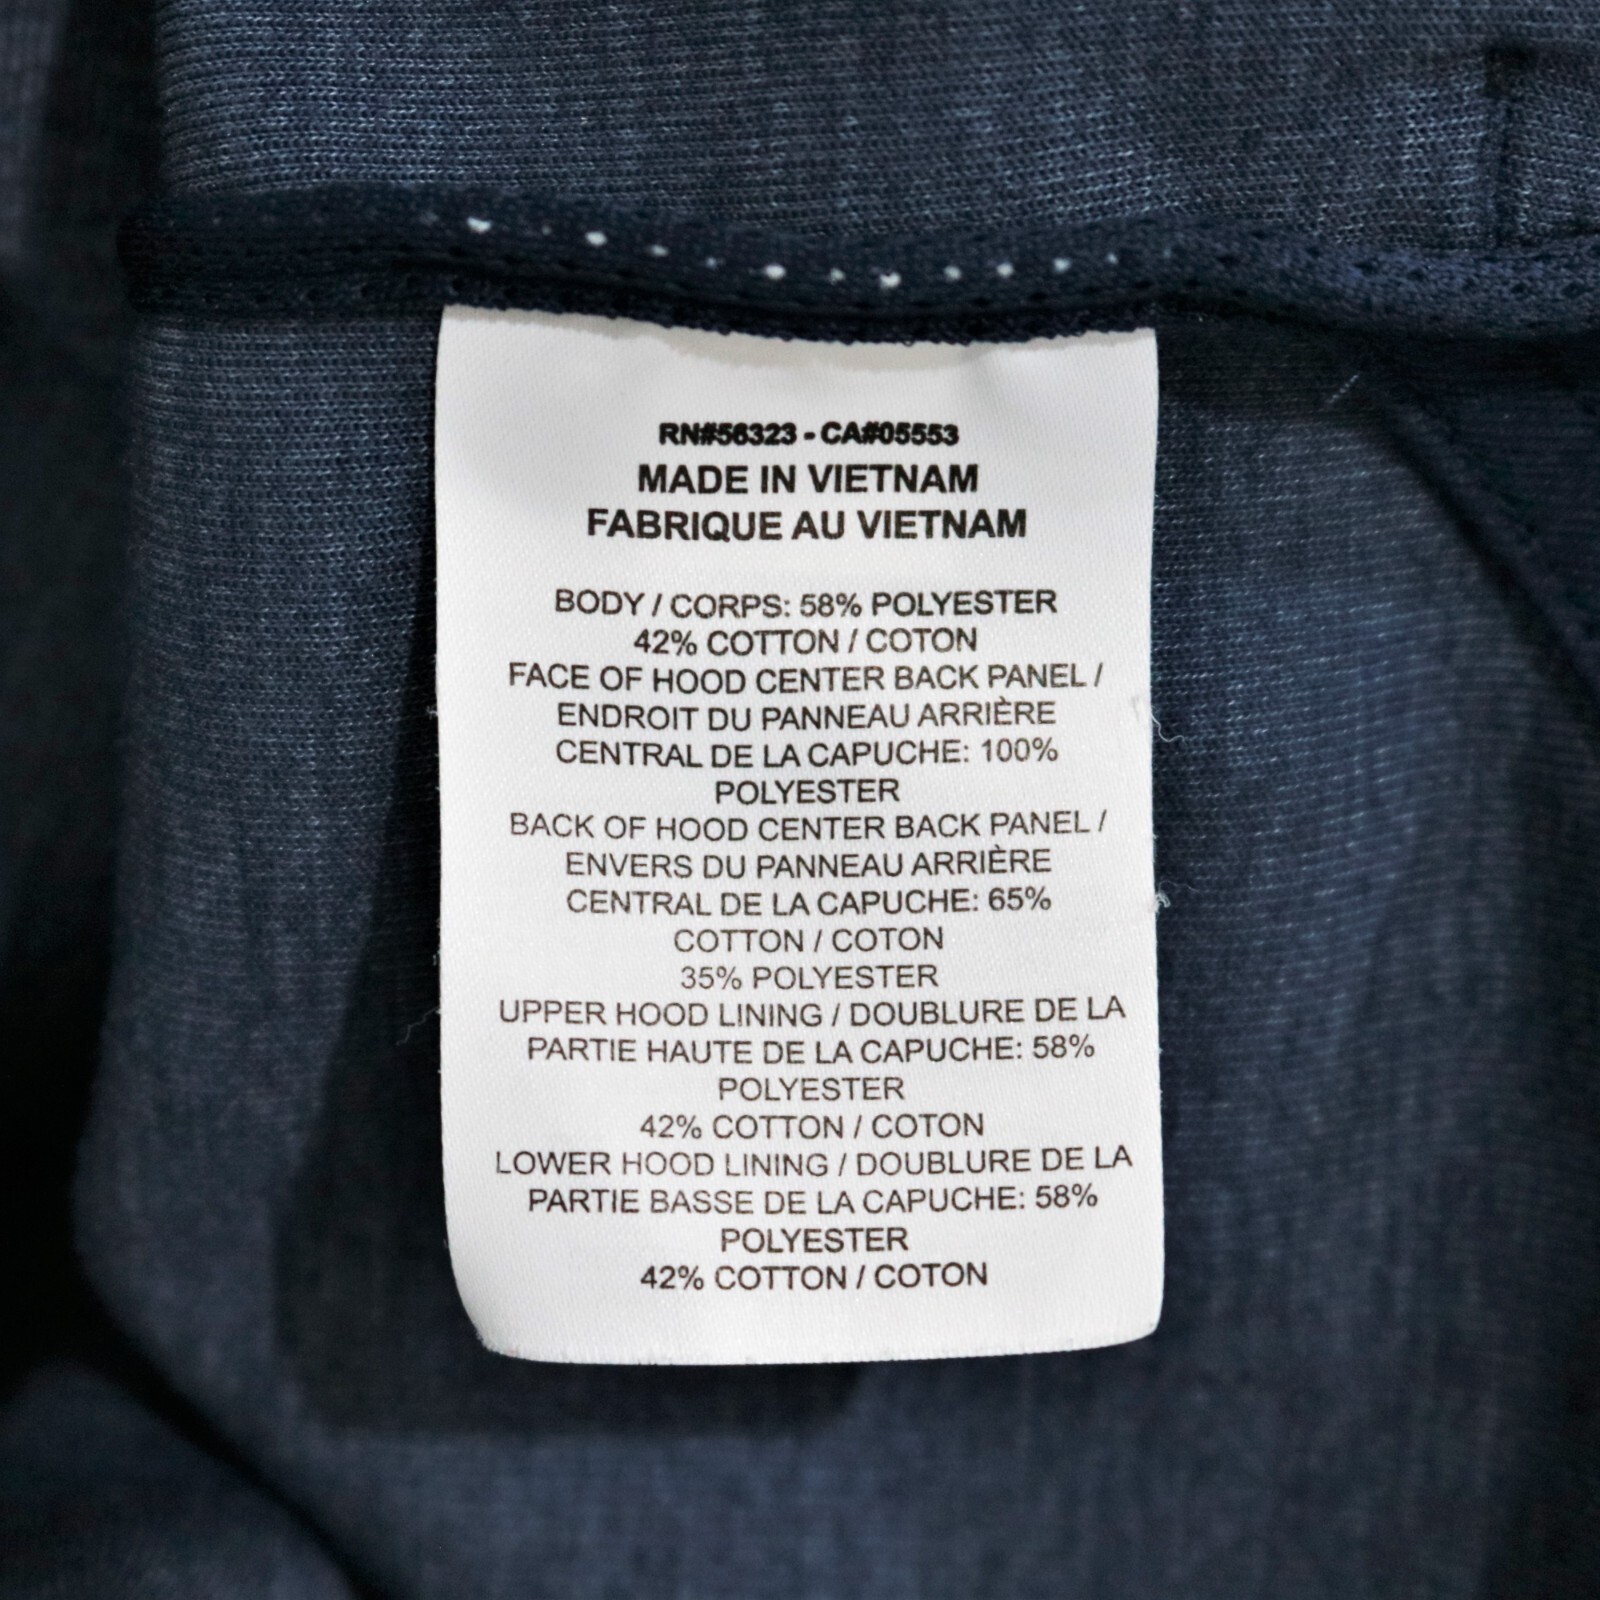 RN#56323 - CA#05553
MADE IN VIETNAM
FABRIQUE AU VIETNAM
BODY / CORPS: 58% POLYESTER
42% COTTON / COTON
FACE OF HOOD CENTER BACK PANEL /
ENDROIT DU PANNEAU ARRIÈRE
CENTRAL DE LA CAPUCHE: 100%
POLYESTER
BACK OF HOOD CENTER BACK PANEL /
ENVERS DU PANNEAU ARRIÈRE
CENTRAL DE LA CAPUCHE: 65%
COTTON / COTON
35% POLYESTER
UPPER HOOD LINING / DOUBLURE DE LA
PARTIE HAUTE DE LA CAPUCHE: 58%
POLYESTER
42% COTTON / COTON
LOWER HOOD LINING / DOUBLURE DE LA
PARTIE BASSE DE LA CAPUCHE: 58%
POLYESTER
42% COTTON / COTON